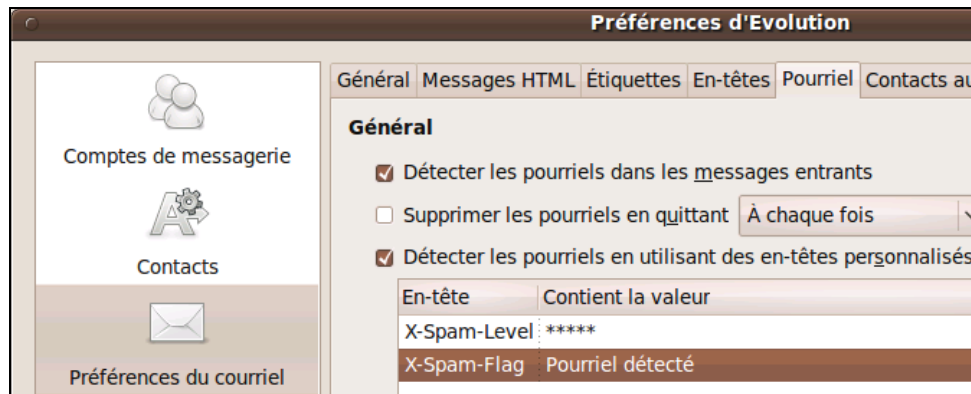 Préférences d'Evolution
Général Messages HTML Étiquettes En-têtes Pourriel Contacts au
Comptes de messagerie
Contacts
Préférences du courriel
Général
Détecter les pourriels dans les messages entrants
Supprimer les pourriels en quittant À chaque fois
Détecter les pourriels en utilisant des en-têtes personnalisés
En-tête Contient la valeur
X-Spam-Level *****
X-Spam-Flag Pourriel détecté